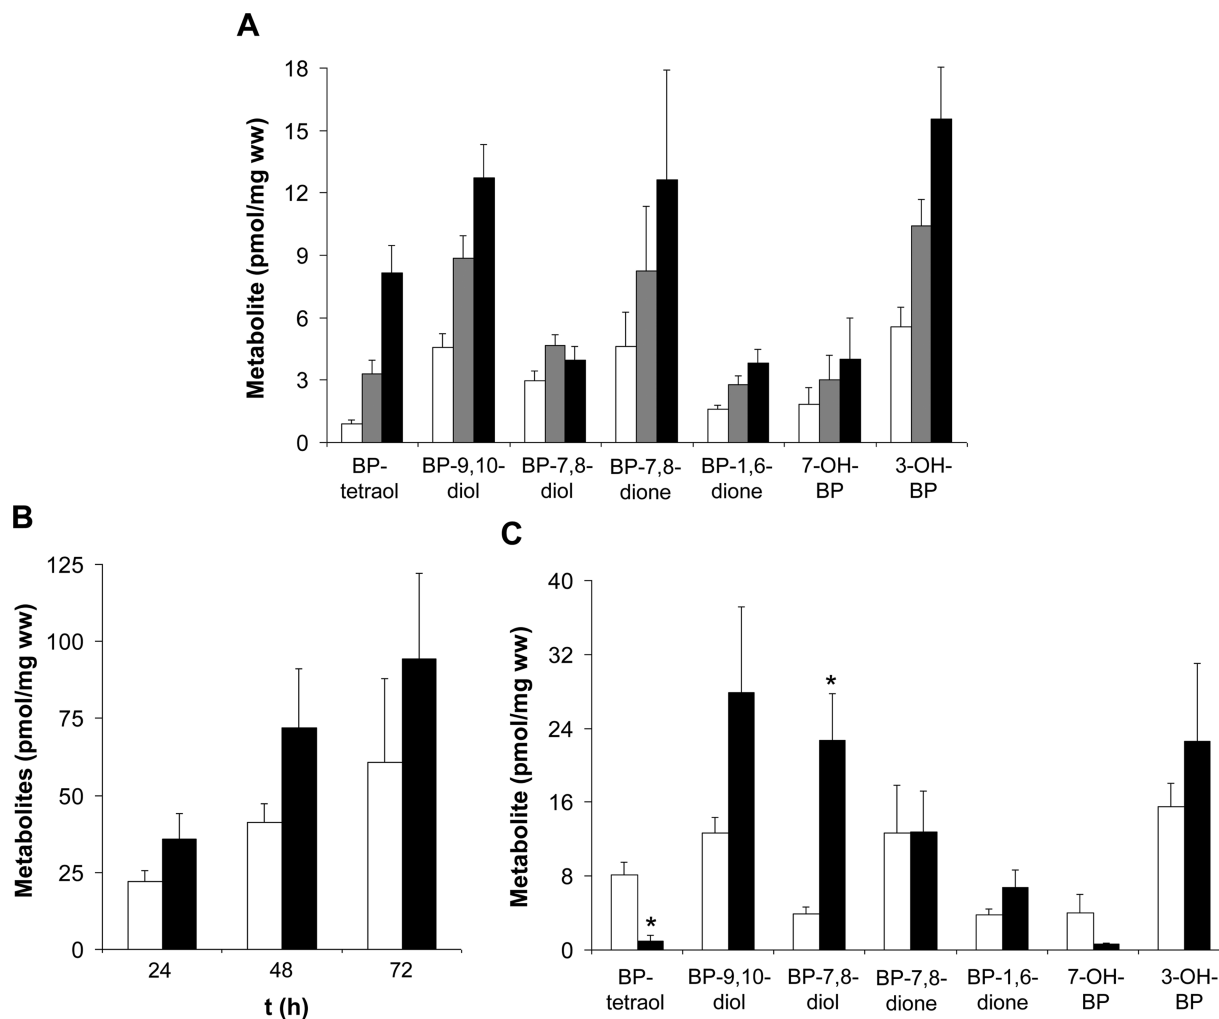 A
Metabolite (pmol/mg ww)
18
15
12
9
6
3
0
BP- BP-9,10- BP-7,8- BP-7,8- BP-1,6- 7-OH- 3-OH-
tetraol diol diol dione dione BP BP
B
Metabolites (pmol/mg ww)
125
100
75
50
25
0
24 48 72
t (h)
C
Metabolite (pmol/mg ww)
40
32
24
16
8
0
*
*
BP- BP-9,10- BP-7,8- BP-7,8- BP-1,6- 7-OH- 3-OH-
tetraol diol diol dione dione BP BP